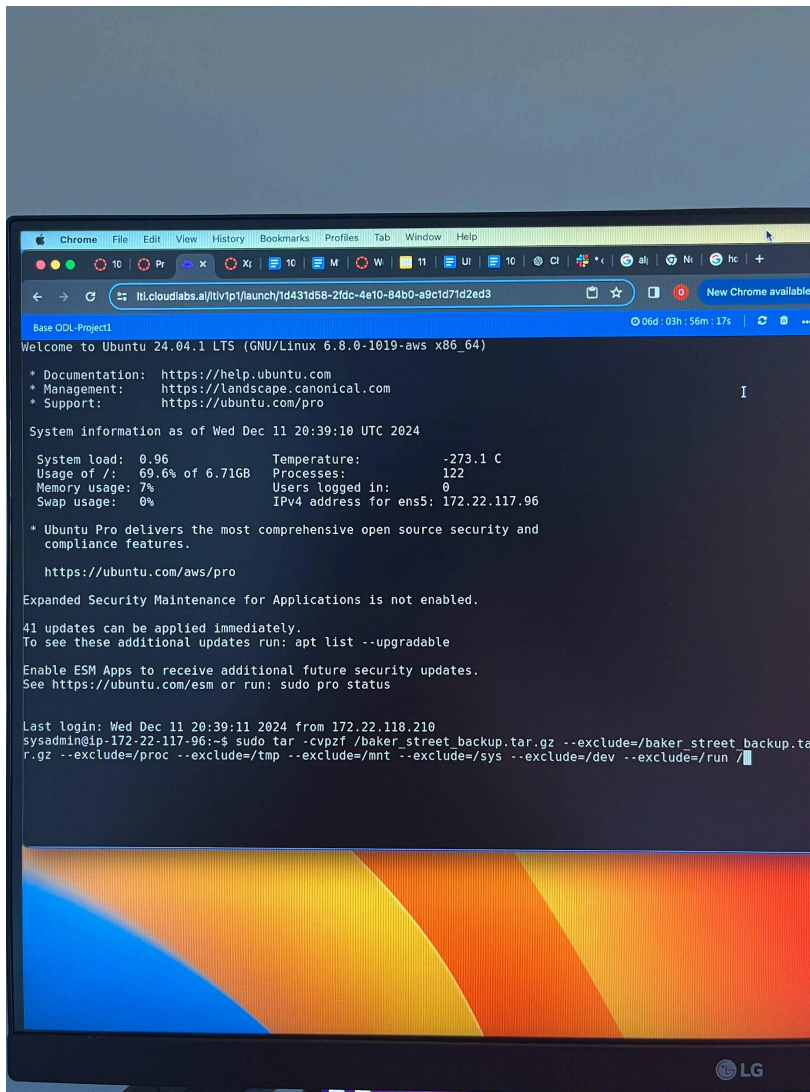 Chrome File Edit View History Bookmarks Profiles Tab Window Help
10 Pr 10 M 11 10 hc
lti.cloudlabs.ai/ltiv1p1/launch/1d431d58-2fdc-4e10-84b0-a9c1d71d2ed3 New Chrome available
Base ODL-Project1 06d : 03h : 56m : 17s
Welcome to Ubuntu 24.04.1 LTS (GNU/Linux 6.8.0-1019-aws x86_64)
* Documentation: https://help.ubuntu.com
* Management: https://landscape.canonical.com
* Support: https://ubuntu.com/pro
System information as of Wed Dec 11 20:39:10 UTC 2024
System load: 0.96 Temperature: -273.1 C
Usage of /: 69.6% of 6.71GB Processes: 122
Memory usage: 7% Users logged in: 0
Swap usage: 0% IPv4 address for ens5: 172.22.117.96
* Ubuntu Pro delivers the most comprehensive open source security and
compliance features.
https://ubuntu.com/aws/pro
Expanded Security Maintenance for Applications is not enabled.
41 updates can be applied immediately.
To see these additional updates run: apt list --upgradable
Enable ESM Apps to receive additional future security updates.
See https://ubuntu.com/esm or run: sudo pro status
Last login: Wed Dec 11 20:39:11 2024 from 172.22.118.210
sysadmin@ip-172-22-117-96:~$ sudo tar -cvpzf /baker_street_backup.tar.gz --exclude=/baker_street_backup.ta
r.gz --exclude=/proc --exclude=/tmp --exclude=/mnt --exclude=/sys --exclude=/dev --exclude=/run /
LG